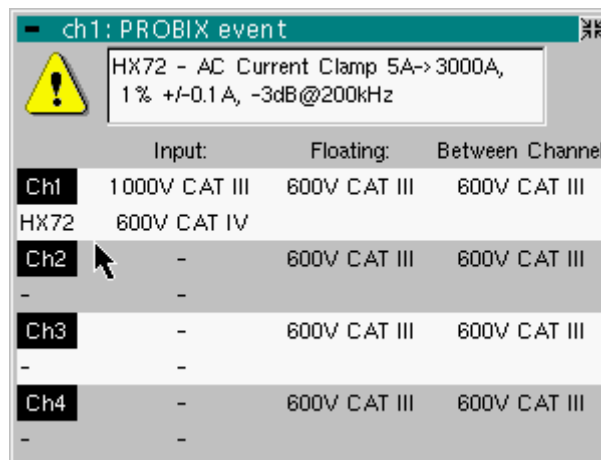 ch1: PROBIX event
HX72 - AC Current Clamp 5A->3000A,
1% +/-0.1A, -3dB@200kHz
Input: Floating: Between Channel
Ch1 1000V CAT III 600V CAT III 600V CAT III
HX72 600V CAT IV
Ch2 - 600V CAT III 600V CAT III
- -
Ch3 - 600V CAT III 600V CAT III
- -
Ch4 - 600V CAT III 600V CAT III
- -